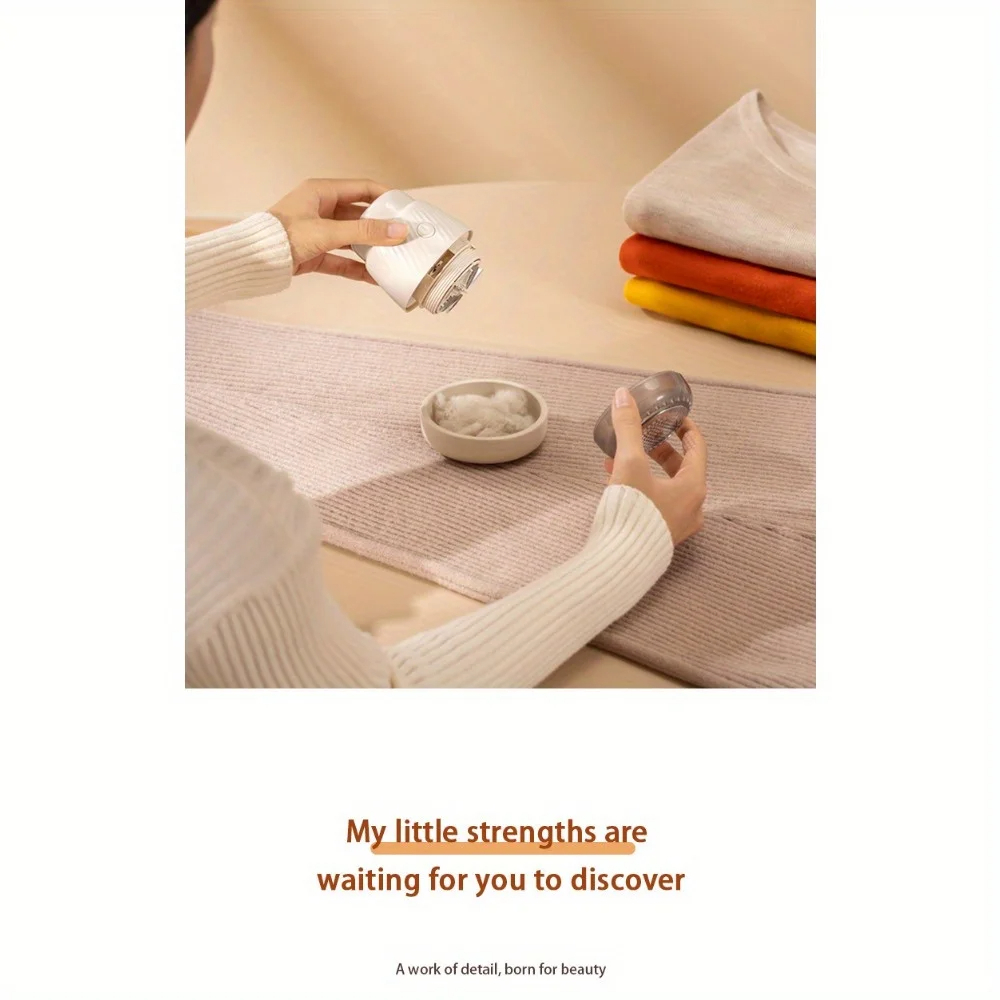 My little strengths are
waiting for you to discover
A work of detail, born for beauty